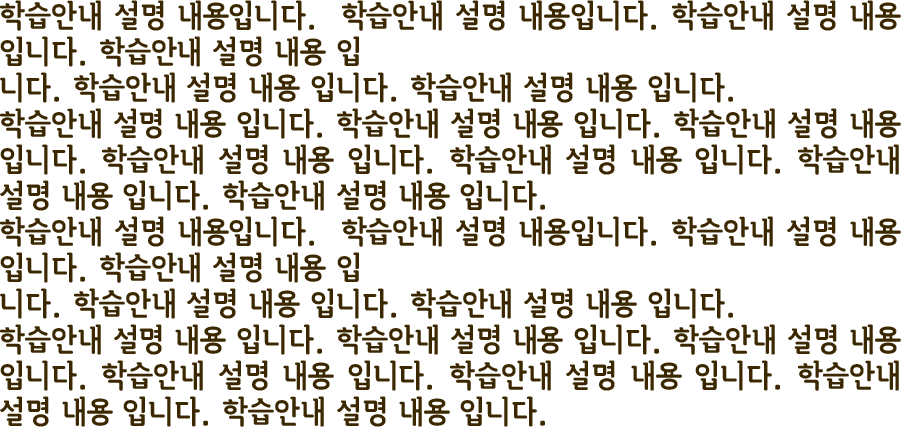 학습안내 설명 내용입니다.  학습안내 설명 내용입니다. 학습안내 설명 내용
입니다. 학습안내 설명 내용 입
니다. 학습안내 설명 내용 입니다. 학습안내 설명 내용 입니다.
학습안내 설명 내용 입니다. 학습안내 설명 내용 입니다. 학습안내 설명 내용
입니다. 학습안내 설명 내용 입니다. 학습안내 설명 내용 입니다. 학습안내
설명 내용 입니다. 학습안내 설명 내용 입니다.
학습안내 설명 내용입니다.  학습안내 설명 내용입니다. 학습안내 설명 내용
입니다. 학습안내 설명 내용 입
니다. 학습안내 설명 내용 입니다. 학습안내 설명 내용 입니다.
학습안내 설명 내용 입니다. 학습안내 설명 내용 입니다. 학습안내 설명 내용
입니다. 학습안내 설명 내용 입니다. 학습안내 설명 내용 입니다. 학습안내
설명 내용 입니다. 학습안내 설명 내용 입니다.